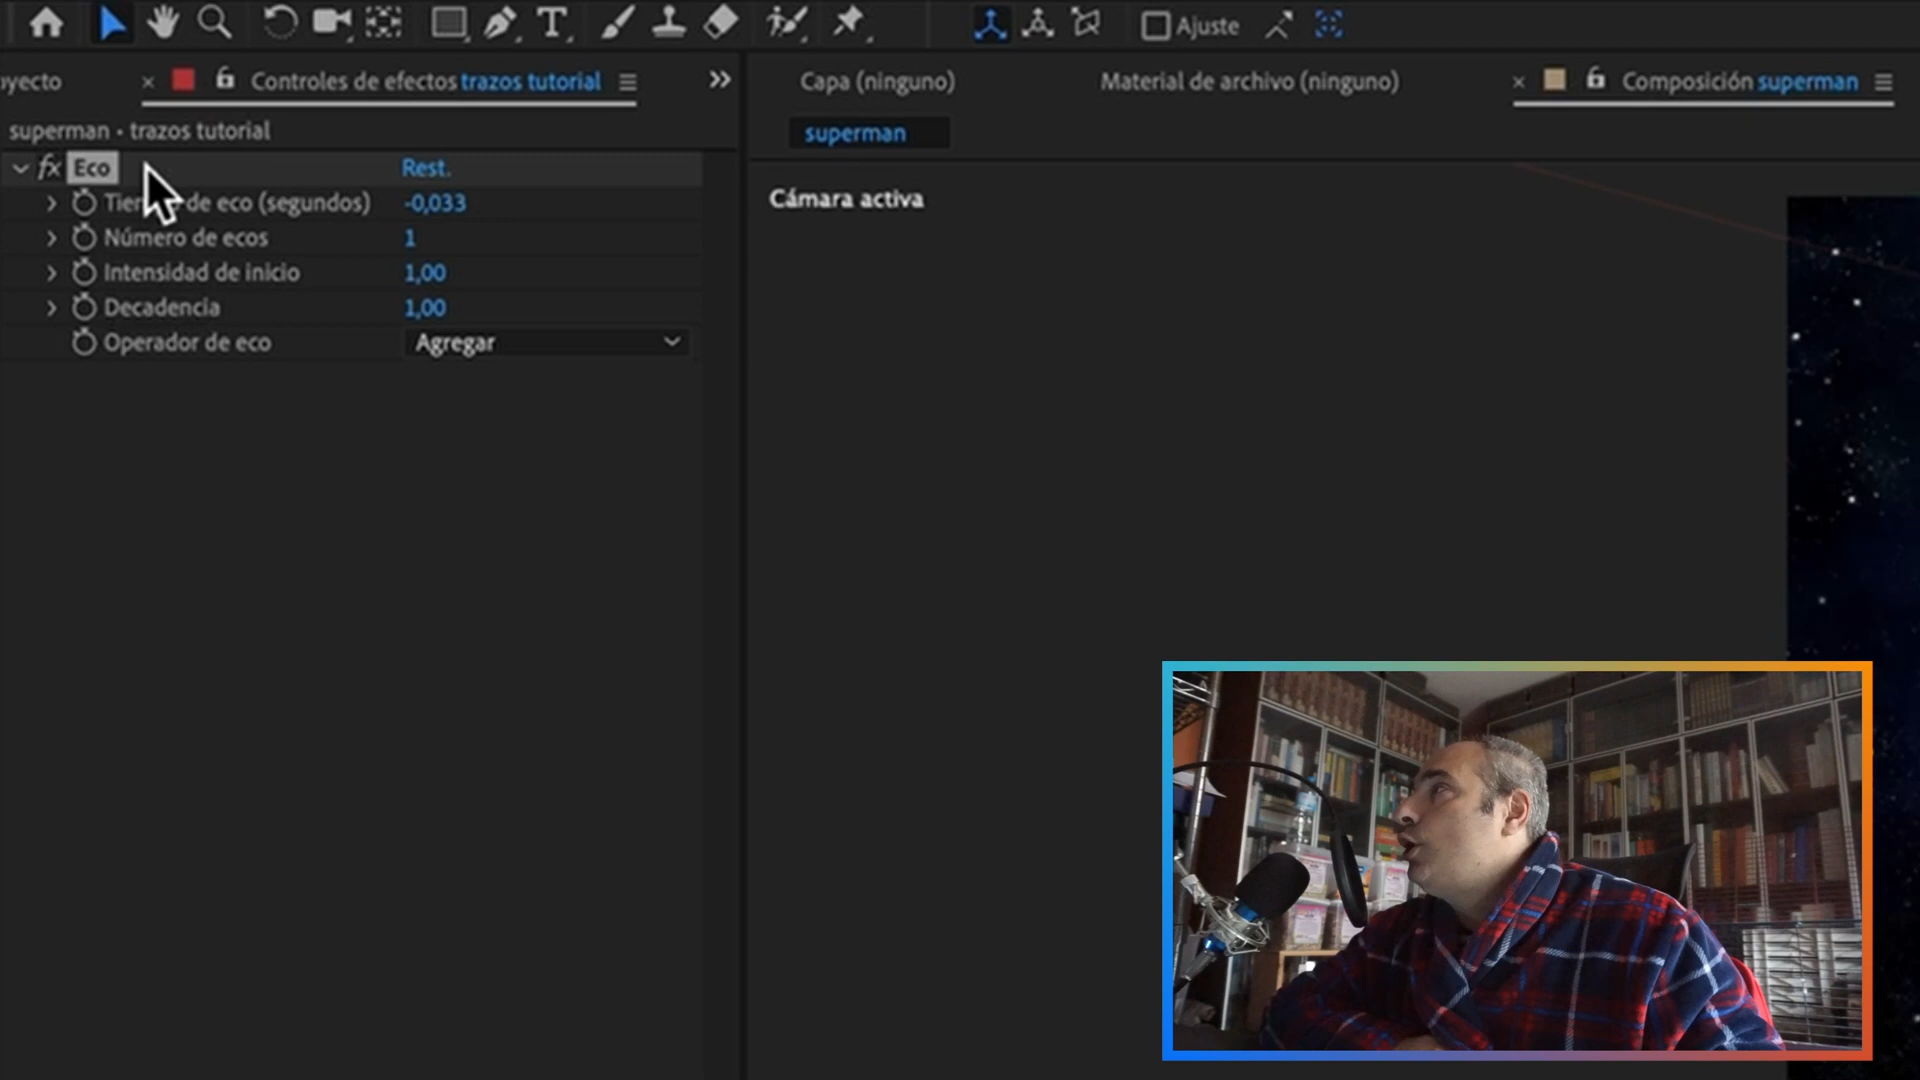 Ajuste
oyecto
Controles de efectos trazos tutorial
Capa (ninguno)
Material de archivo (ninguno)
Composición superman
superman • trazos tutorial
superman
fx Eco
Rest.
de eco (segundos)
-0,033
Cámara activa
Número de ecos
1
Intensidad de inicio
1,00
Decadencia
1,00
Operador de eco
Agregar